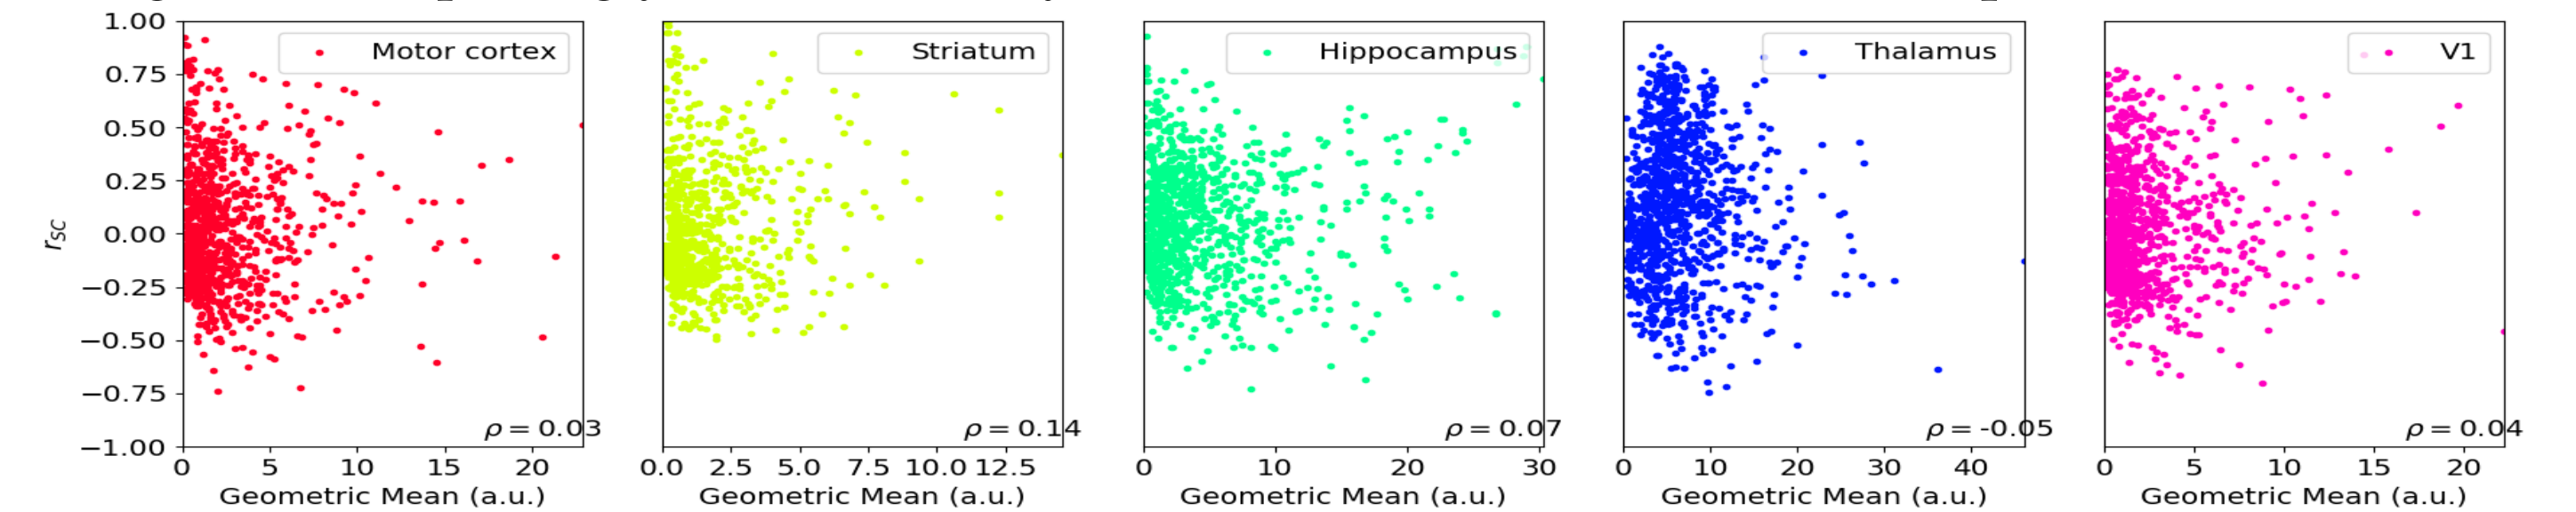 Motor cortex
Striatum
Hippocampus
Thalamus
V1
1.00
0.75
0.50
0.25
0.00
−0.25
−0.50
−0.75
−1.00
r_SC
ρ = 0.03
ρ = 0.14
ρ = 0.07
ρ = -0.05
ρ = 0.04
0 5 10 15 20
0.0 2.5 5.0 7.5 10.0 12.5
0 10 20 30
0 10 20 30 40
0 5 10 15 20
Geometric Mean (a.u.)
Geometric Mean (a.u.)
Geometric Mean (a.u.)
Geometric Mean (a.u.)
Geometric Mean (a.u.)